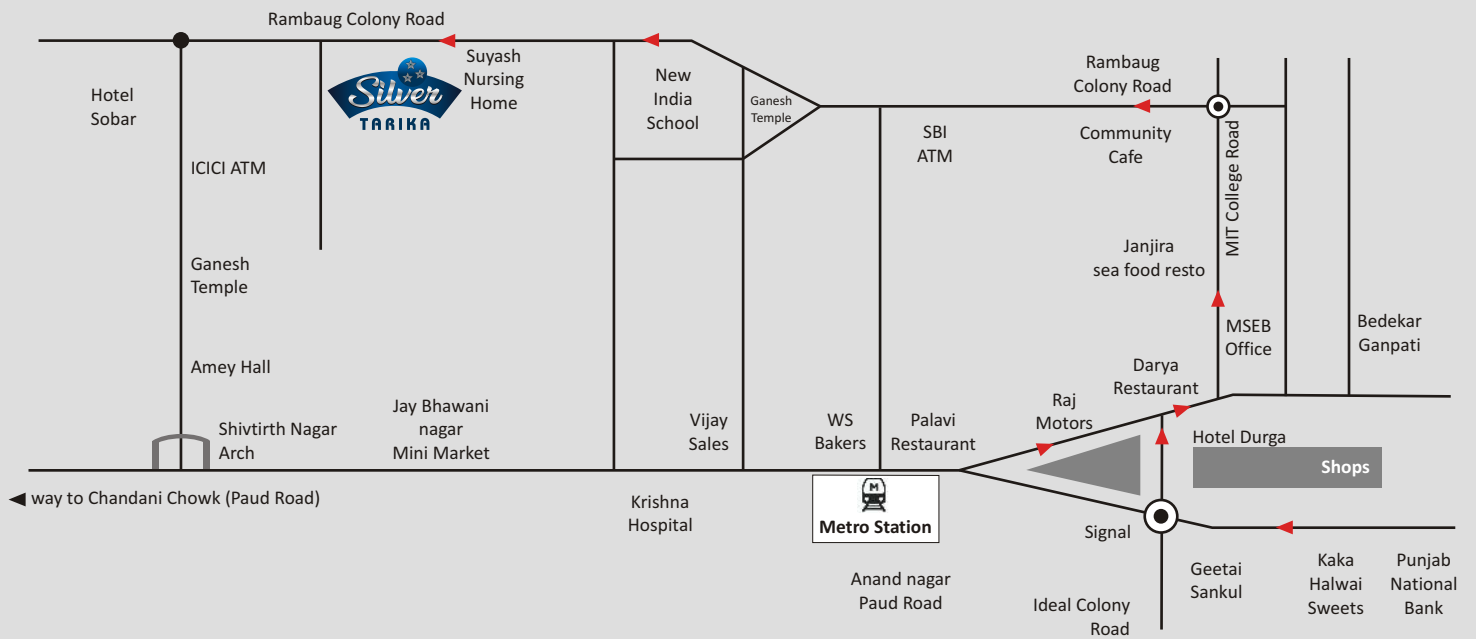 Rambaug Colony Road
Hotel
Sobar
Silver
TARIKA
Suyash
Nursing
Home
New
India
School
Ganesh
Temple
SBI
ATM
Rambaug
Colony Road
Community
Cafe
MIT College Road
ICICI ATM
Ganesh
Temple
Amey Hall
Shivtirth Nagar
Arch
Jay Bhawani
nagar
Mini Market
Vijay
Sales
WS
Bakers
Palavi
Restaurant
Raj
Motors
Darya
Restaurant
Janjira
sea food resto
MSEB
Office
Bedekar
Ganpati
Hotel Durga
Shops
way to Chandani Chowk (Paud Road)
Krishna
Hospital
M
Metro Station
Anand nagar
Paud Road
Signal
Ideal Colony
Road
Geetai
Sankul
Kaka
Halwai
Sweets
Punjab
National
Bank